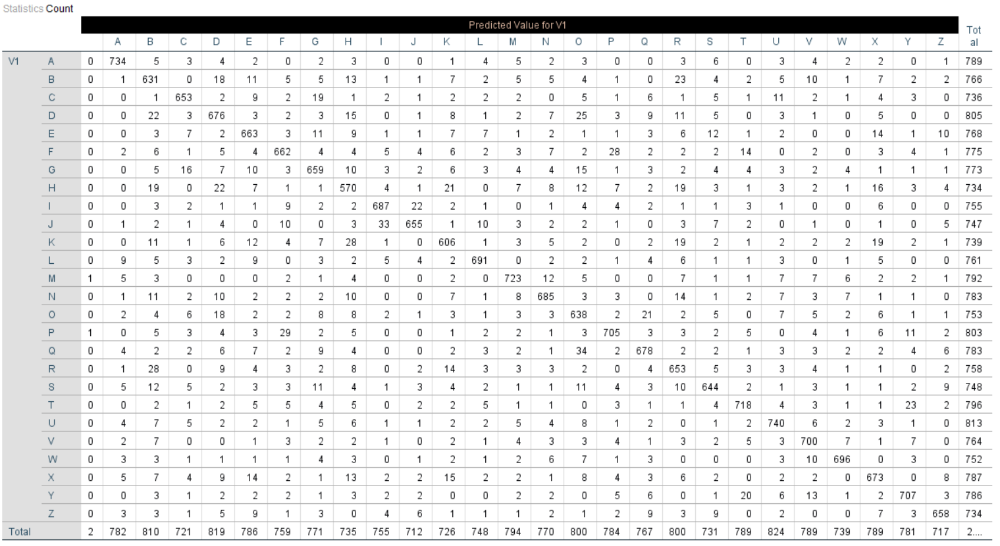 Statistics Count
Predicted Value for V1
Tot
al
A B C D E F G H I J K L M N O P Q R S T U V W X Y Z
V1 A 0 734 5 3 4 2 0 2 3 0 0 1 4 5 2 3 0 0 3 6 0 3 4 2 2 0 1 789
B 0 1 631 0 18 11 5 5 13 1 1 7 2 5 5 4 1 0 23 4 2 5 10 1 7 2 2 766
C 0 0 1 653 2 9 2 19 1 2 1 2 2 2 0 5 1 6 1 5 1 11 2 1 4 3 0 736
D 0 0 22 3 676 3 2 3 15 0 1 8 1 2 7 25 3 9 11 5 0 3 1 0 5 0 0 805
E 0 0 3 7 2 663 3 11 9 1 1 7 7 1 2 1 1 3 6 12 1 2 0 0 14 1 10 768
F 0 2 6 1 5 4 662 4 4 5 4 6 2 3 7 2 28 2 2 2 14 0 2 0 3 4 1 775
G 0 0 5 16 7 10 3 659 10 3 2 6 3 4 4 15 1 3 2 4 4 3 2 4 1 1 1 773
H 0 0 19 0 22 7 1 1 570 4 1 21 0 7 8 12 7 2 19 3 1 3 2 1 16 3 4 734
I 0 0 3 2 1 1 9 2 2 687 22 2 1 0 1 4 4 2 1 1 3 1 0 0 6 0 0 755
J 0 1 2 1 4 0 10 0 3 33 655 1 10 3 2 2 1 0 3 7 2 0 1 0 1 0 5 747
K 0 0 11 1 6 12 4 7 28 1 0 606 1 3 5 2 0 2 19 2 1 2 2 2 19 2 1 739
L 0 9 5 3 2 9 0 3 2 5 4 2 691 0 2 2 1 4 6 1 1 3 0 1 5 0 0 761
M 1 5 3 0 0 0 2 1 4 0 0 2 0 723 12 5 0 0 7 1 1 7 7 6 2 2 1 792
N 0 1 11 2 10 2 2 2 10 0 0 7 1 8 685 3 3 0 14 1 2 7 3 7 1 1 0 783
O 0 2 4 6 18 2 2 8 8 2 1 3 1 3 3 638 2 21 2 5 0 7 5 2 6 1 1 753
P 1 0 5 3 4 3 29 2 5 0 0 1 2 2 1 3 705 3 3 2 5 0 4 1 6 11 2 803
Q 0 4 2 2 6 7 2 9 4 0 0 2 3 2 1 34 2 678 2 2 1 3 3 2 2 4 6 783
R 0 1 28 0 9 4 3 2 8 0 2 14 3 3 3 2 0 4 653 5 3 3 4 1 1 0 2 758
S 0 5 12 5 2 3 3 11 4 1 3 4 2 1 1 11 4 3 10 644 2 1 3 1 1 2 9 748
T 0 0 2 1 2 5 5 4 5 0 2 2 5 1 1 0 3 1 1 4 718 4 3 1 1 23 2 796
U 0 4 7 5 2 2 1 5 6 1 1 2 2 5 4 8 1 2 0 1 2 740 6 2 3 1 0 813
V 0 2 7 0 0 1 3 2 2 1 0 2 1 4 3 3 4 1 3 2 5 3 700 7 1 7 0 764
W 0 3 3 1 1 1 1 4 3 0 1 2 1 2 6 7 1 3 0 0 0 3 10 696 0 3 0 752
X 0 5 7 4 9 14 2 1 13 2 2 15 2 2 1 8 4 3 6 2 0 2 2 0 673 0 8 787
Y 0 0 3 1 2 2 2 1 3 2 2 0 0 2 2 0 5 6 0 1 20 6 13 1 2 707 3 786
Z 0 3 3 1 5 9 1 3 0 4 6 1 1 1 2 1 2 9 3 9 0 2 0 0 7 3 658 734
Total 2 782 810 721 819 786 759 771 735 755 712 726 748 794 770 800 784 767 800 731 789 824 789 739 789 781 717 2....